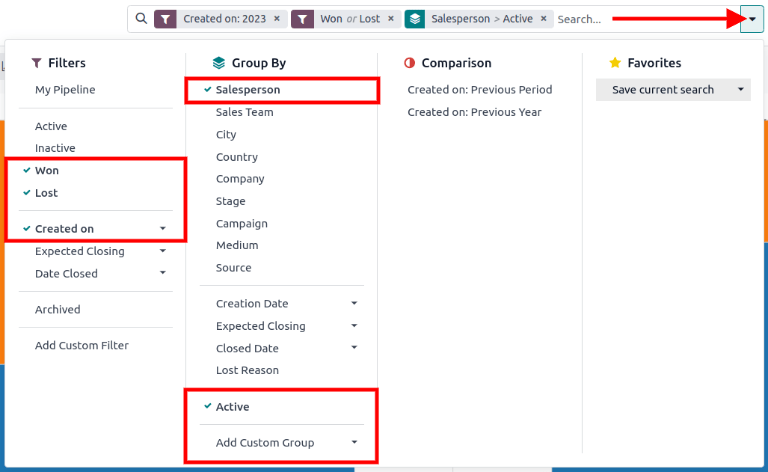 Created on: 2023 × Won or Lost × Salesperson > Active × Search...
Filters
My Pipeline
Active
Inactive
Won
Lost
Created on
Expected Closing
Date Closed
Archived
Add Custom Filter
Group By
Salesperson
Sales Team
City
Country
Company
Stage
Campaign
Medium
Source
Creation Date
Expected Closing
Closed Date
Lost Reason
Active
Add Custom Group
Comparison
Created on: Previous Period
Created on: Previous Year
Favorites
Save current search